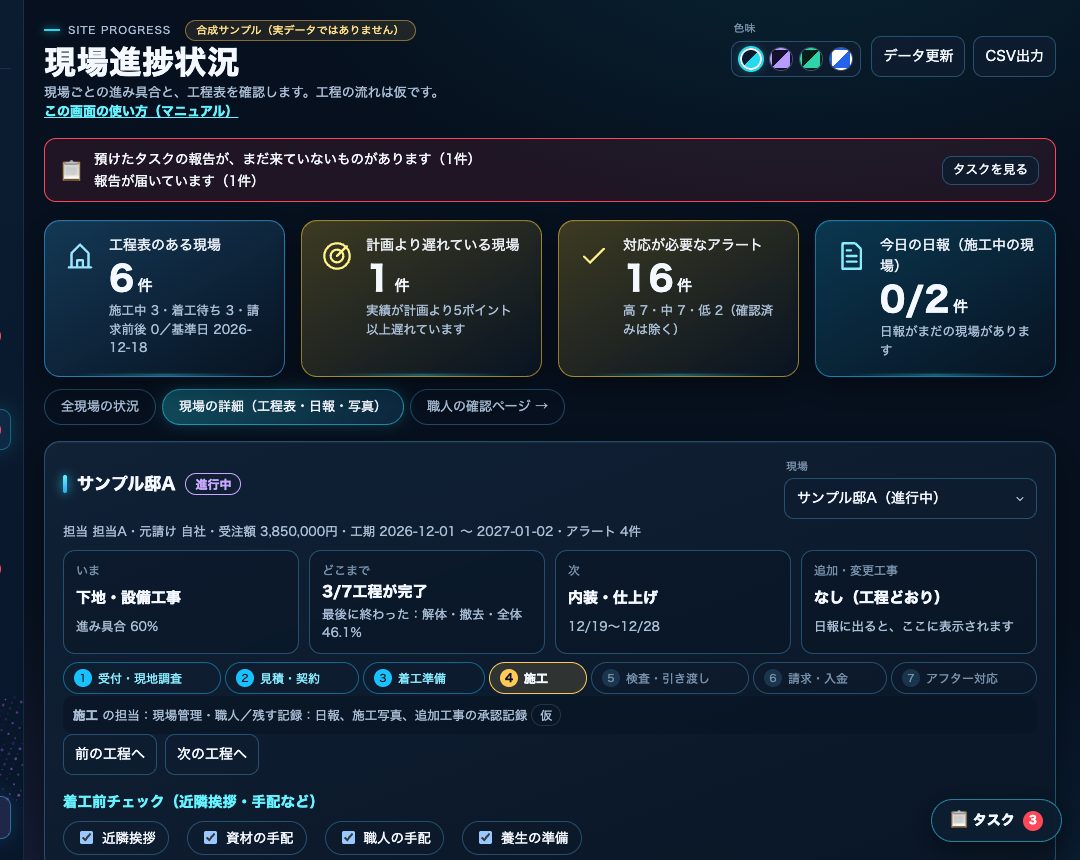 SITE PROGRESS 合成サンプル（実データではありません）
現場進捗状況
現場ごとの進み具合と、工程表を確認します。工程の流れは仮です。
この画面の使い方（マニュアル）
色味
データ更新
CSV出力
預けたタスクの報告が、まだ来ていないものがあります（1件）
報告が届いています（1件）
タスクを見る
工程表のある現場
6 件
施工中 3・着工待ち 3・請
求前後 0／基準日 2026-
12-18
計画より遅れている現場
1 件
実績が計画より5ポイント
以上遅れています
対応が必要なアラート
16 件
高 7・中 7・低 2（確認済
みは除く）
今日の日報（施工中の現
場）
0/2 件
日報がまだの現場がありま
す
全現場の状況
現場の詳細（工程表・日報・写真）
職人の確認ページ →
サンプル邸A 進行中
現場
サンプル邸A（進行中）
担当 担当A・元請け 自社・受注額 3,850,000円・工期 2026-12-01 〜 2027-01-02・アラート 4件
いま
下地・設備工事
進み具合 60%
どこまで
3/7工程が完了
最後に終わった：解体・撤去・全体
46.1%
次
内装・仕上げ
12/19〜12/28
追加・変更工事
なし（工程どおり）
日報に出ると、ここに表示されます
1 受付・現地調査
2 見積・契約
3 着工準備
4 施工
5 検査・引き渡し
6 請求・入金
7 アフター対応
施工 の担当：現場管理・職人／残す記録：日報、施工写真、追加工事の承認記録 仮
前の工程へ
次の工程へ
着工前チェック（近隣挨拶・手配など）
近隣挨拶
資材の手配
職人の手配
養生の準備
タスク 3